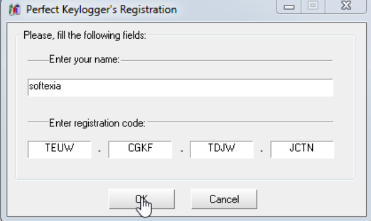 Perfect Keylogger's Registration
Please, fill the following fields:
Enter your name:
softexia
Enter registration code:
TEUW . CGKF . TDJW . JCTN
OK Cancel